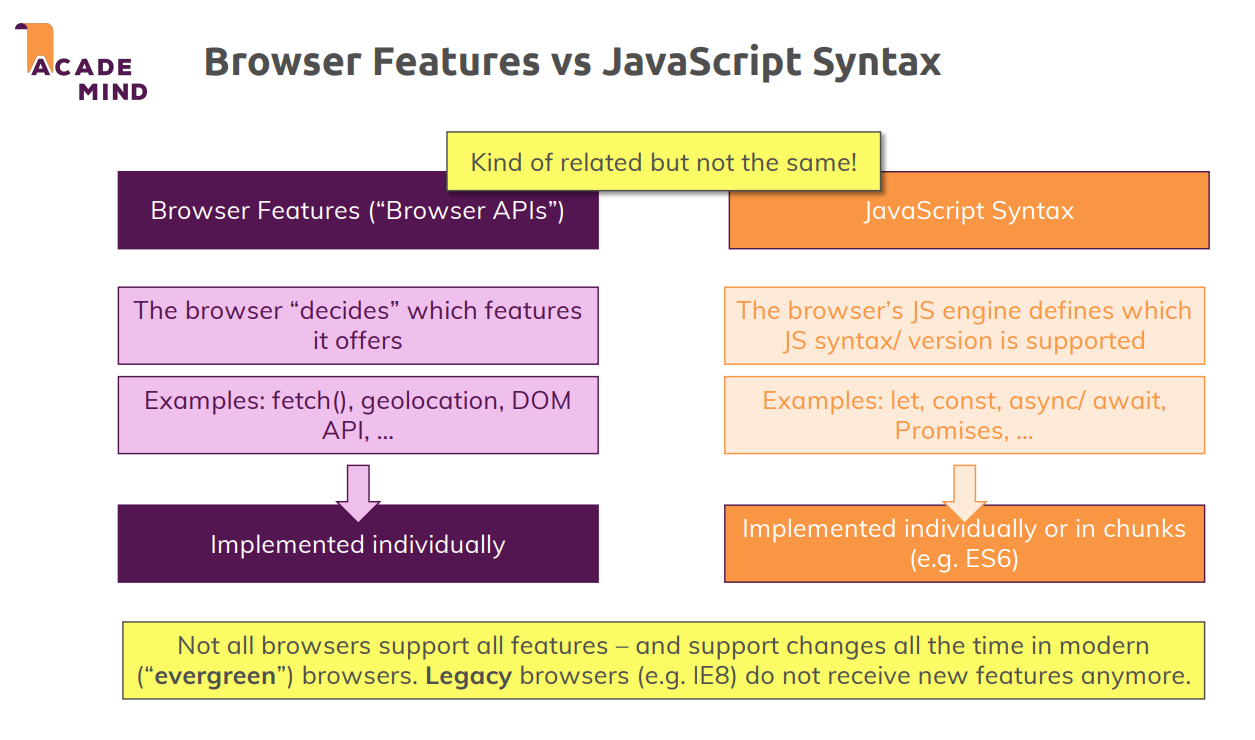 ACADE
MIND
Browser Features vs JavaScript Syntax
Kind of related but not the same!
Browser Features (“Browser APIs”)
JavaScript Syntax
The browser “decides” which features
it offers
The browser’s JS engine defines which
JS syntax/ version is supported
Examples: fetch(), geolocation, DOM
API, ...
Examples: let, const, async/ await,
Promises, ...
Implemented individually
Implemented individually or in chunks
(e.g. ES6)
Not all browsers support all features – and support changes all the time in modern
(“evergreen”) browsers. Legacy browsers (e.g. IE8) do not receive new features anymore.